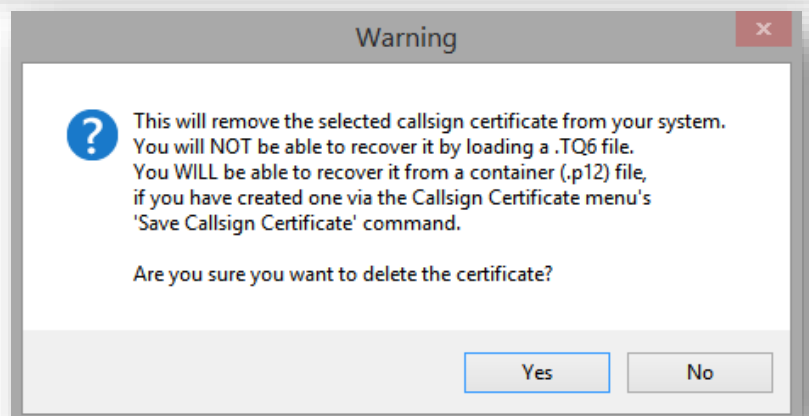 Warning
x
?
This will remove the selected callsign certificate from your system.
You will NOT be able to recover it by loading a .TQ6 file.
You WILL be able to recover it from a container (.p12) file,
if you have created one via the Callsign Certificate menu's
'Save Callsign Certificate' command.
Are you sure you want to delete the certificate?
Yes No